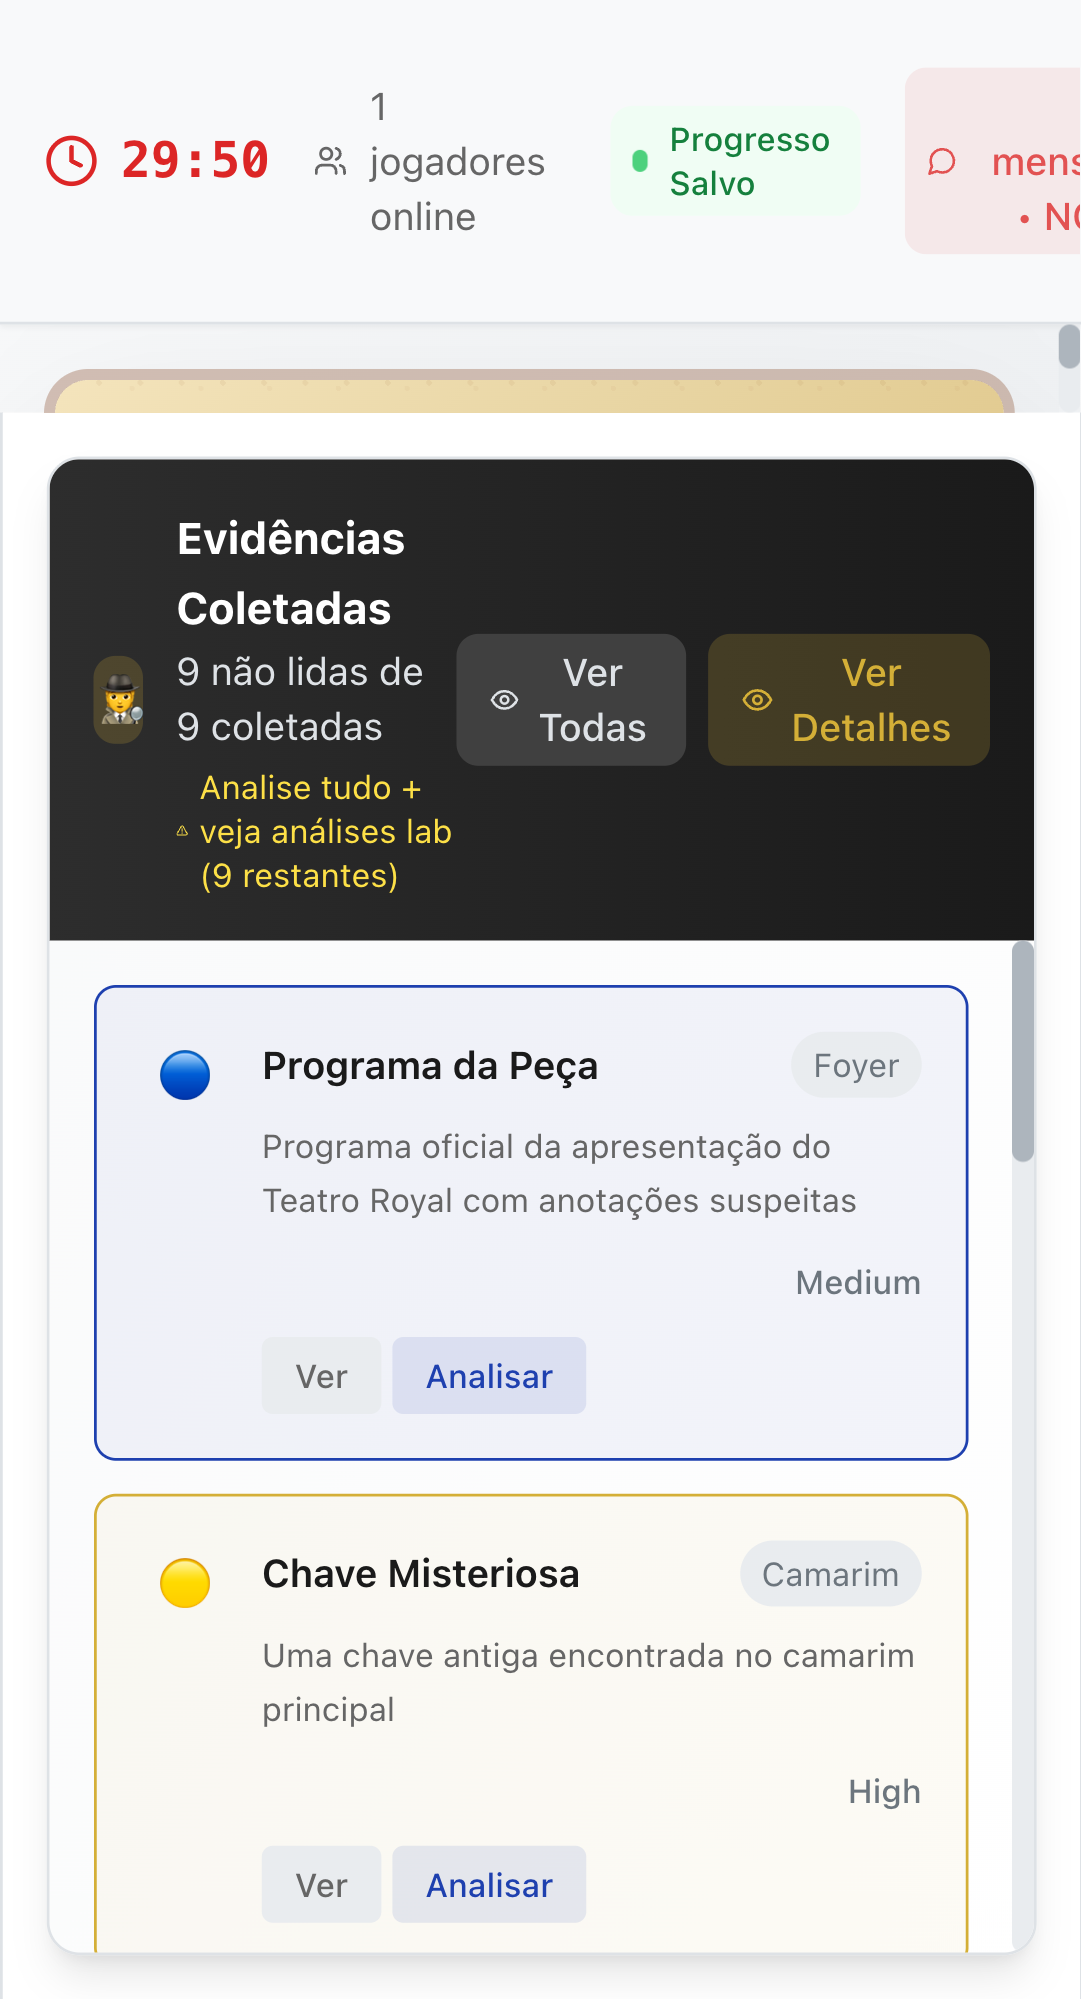 29:50
1
jogadores
online
Progresso
Salvo
Evidências
Coletadas
9 não lidas de
9 coletadas
Analise tudo +
veja análises lab
(9 restantes)
Ver
Todas
Ver
Detalhes
Programa da Peça
Foyer
Programa oficial da apresentação do
Teatro Royal com anotações suspeitas
Medium
Ver
Analisar
Chave Misteriosa
Camarim
Uma chave antiga encontrada no camarim
principal
High
Ver
Analisar